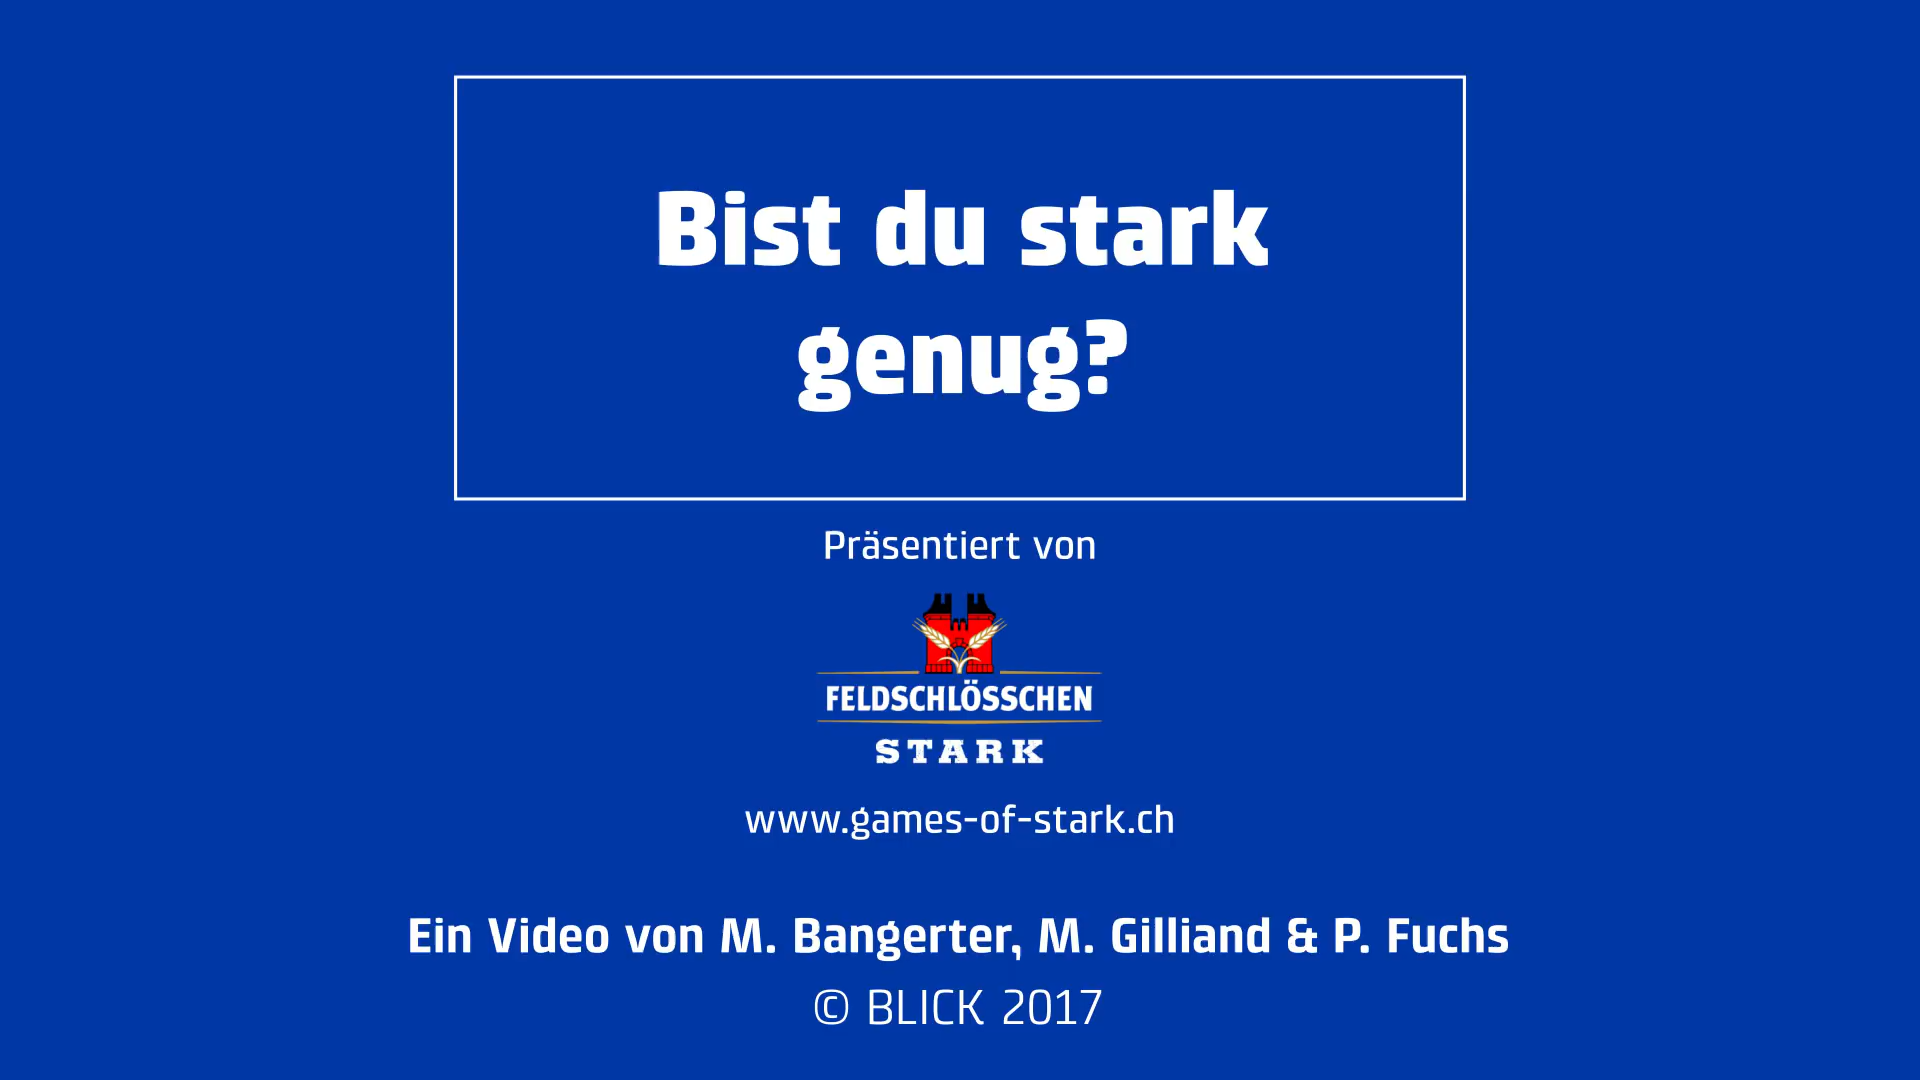 Bist du stark
genug?
Präsentiert von
FELDSCHLÖSSCHEN
STARK
www.games-of-stark.ch
Ein Video von M. Bangerter, M. Gilliand & P. Fuchs
© BLICK 2017